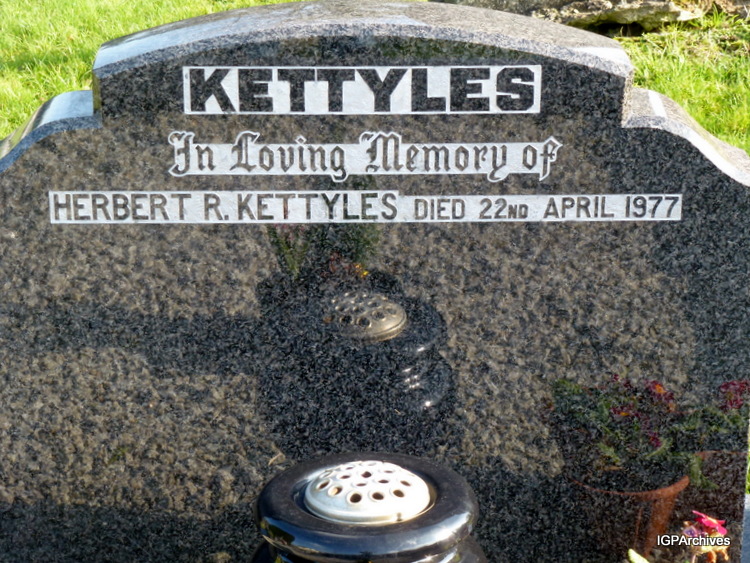 KETTYLES
In Loving Memory of
HERBERT R. KETTYLES DIED 22ND APRIL 1977
IGPArchives